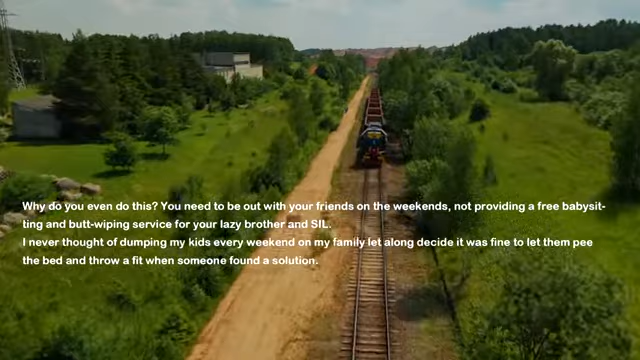 Why do you even do this? You need to be out with your friends on the weekends, not providing a free babysit-
ting and butt-wiping service for your lazy brother and SIL.
I never thought of dumping my kids every weekend on my family let along decide it was fine to let them pee
the bed and throw a fit when someone found a solution.